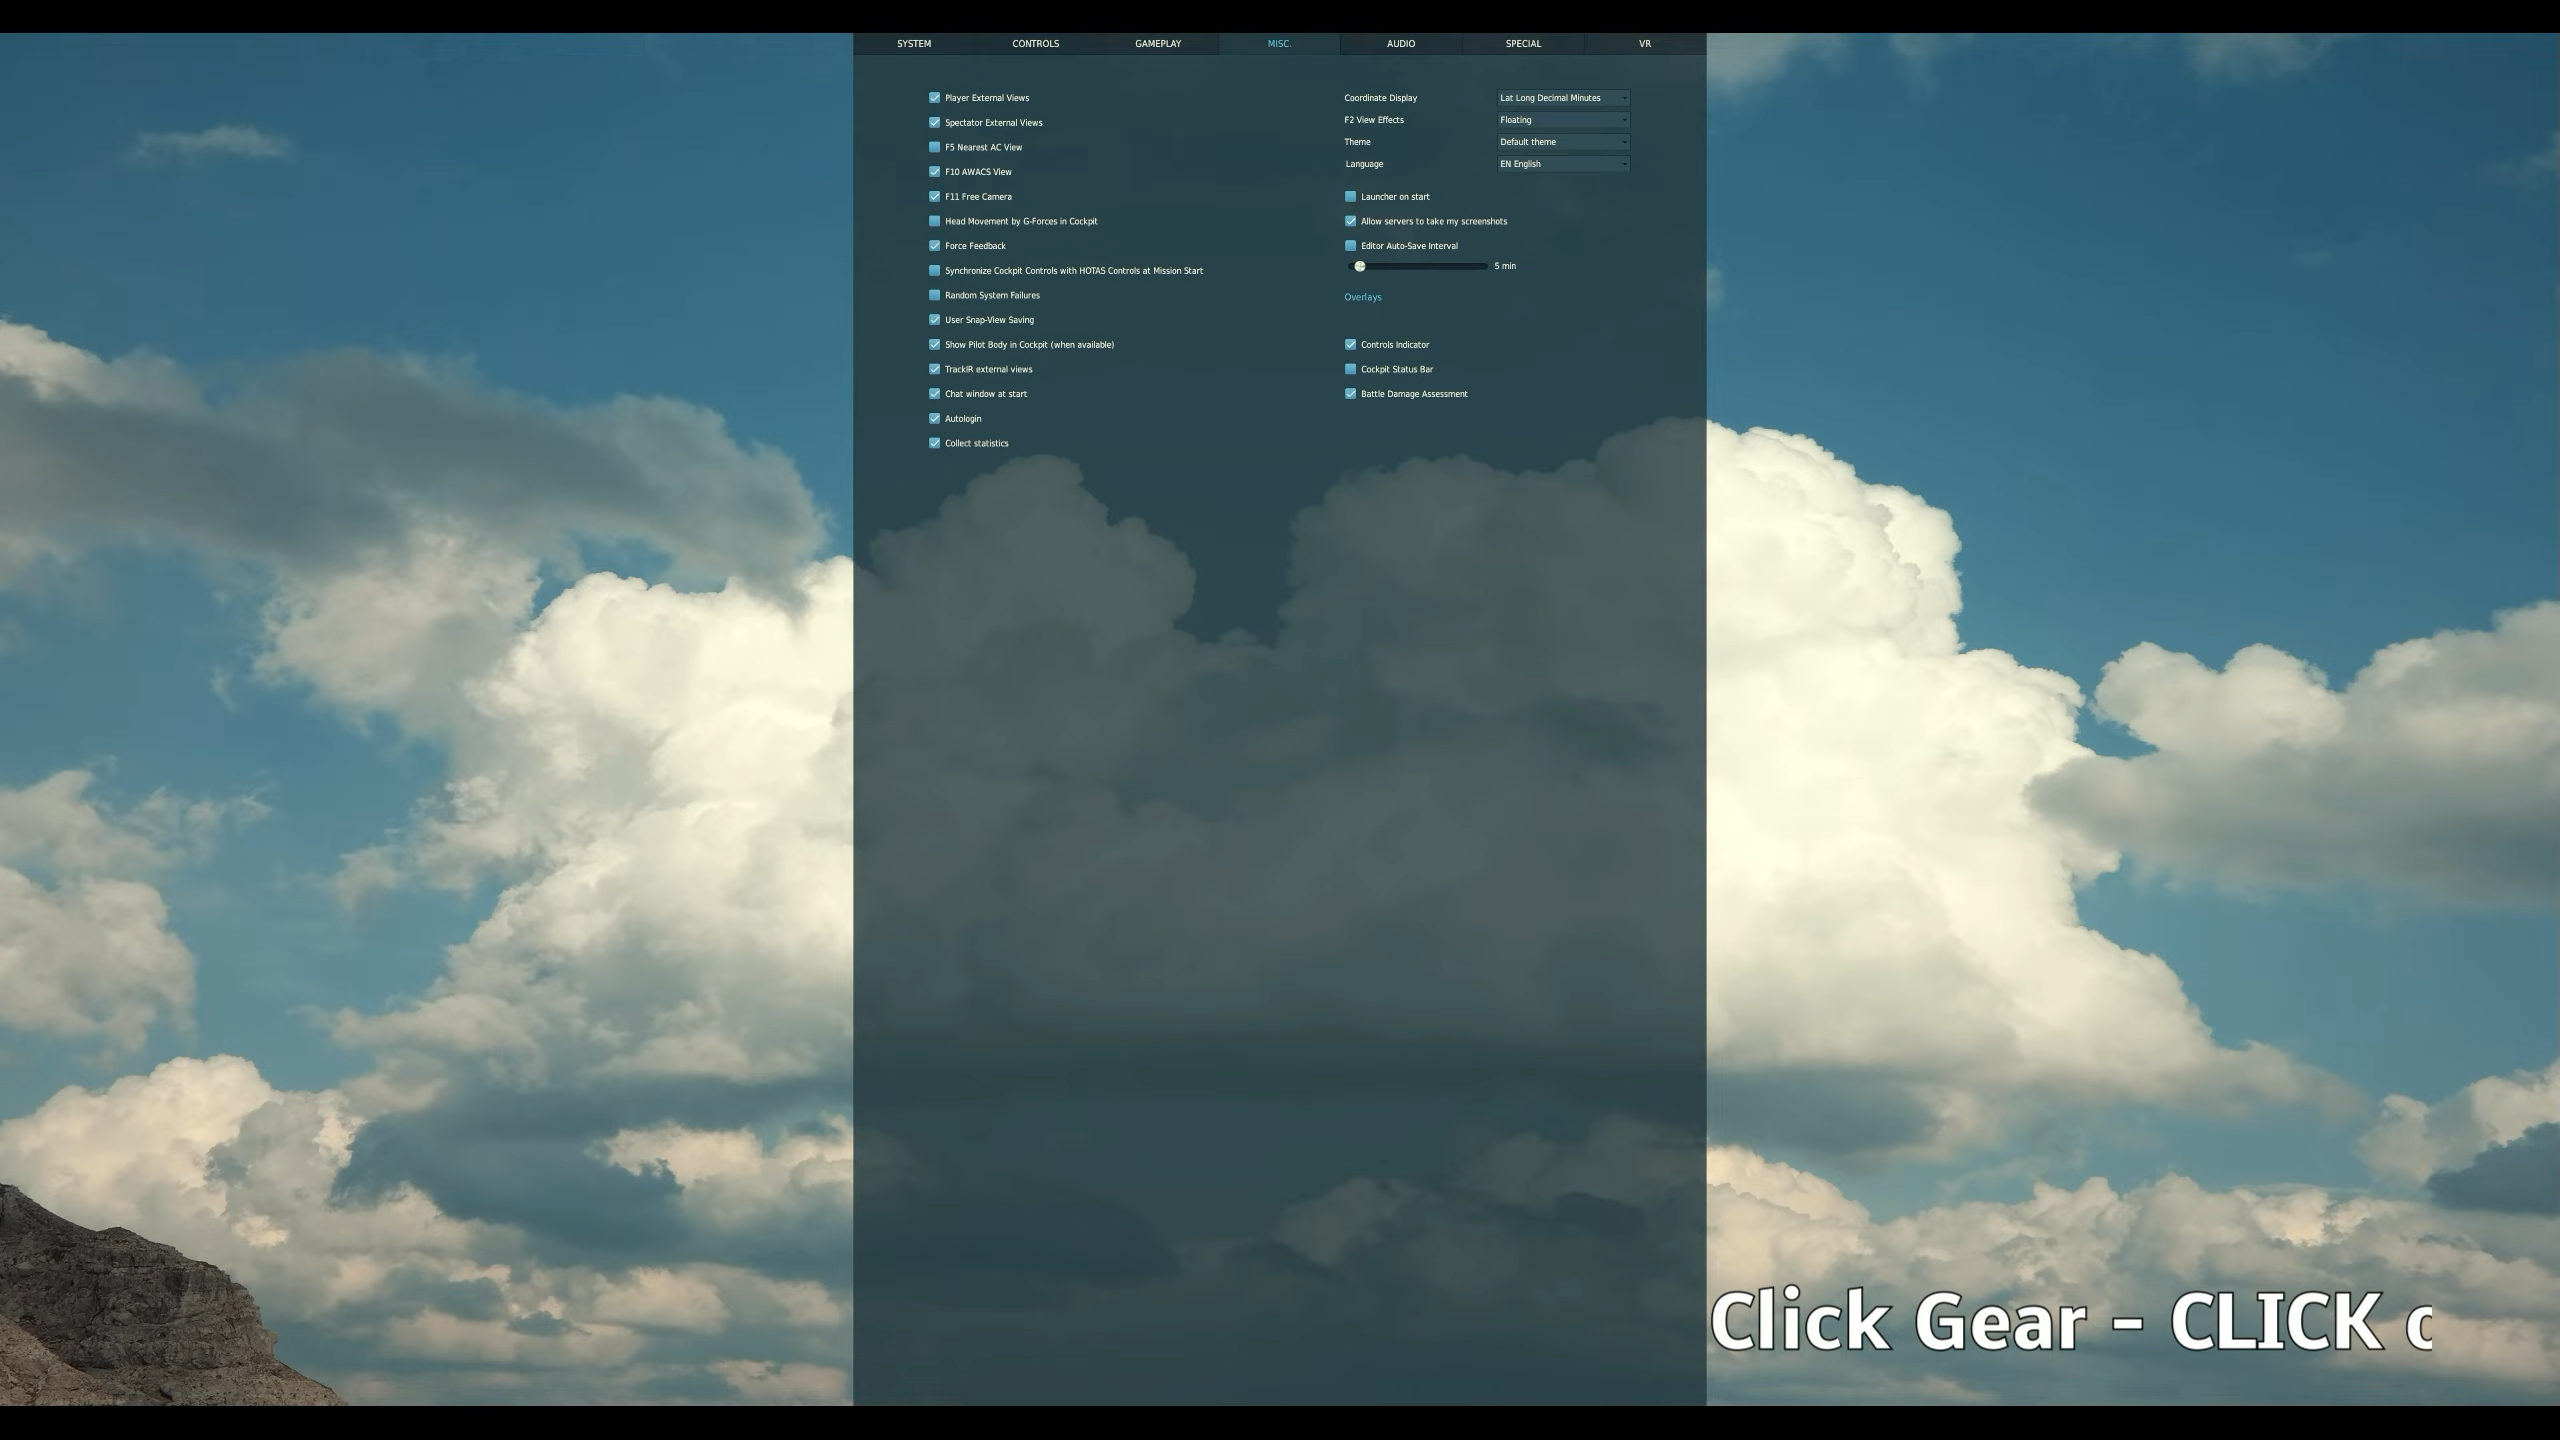 SYSTEM CONTROLS GAMEPLAY MISC. AUDIO SPECIAL VR
Player External Views
Spectator External Views
F5 Nearest AC View
F10 AWACS View
F11 Free Camera
Head Movement by G-Forces in Cockpit
Force Feedback
Synchronize Cockpit Controls with HOTAS Controls at Mission Start
Random System Failures
User Snap-View Saving
Show Pilot Body in Cockpit (when available)
TrackIR external views
Chat window at start
Autologin
Collect statistics
Coordinate Display Lat Long Decimal Minutes
F2 View Effects Floating
Theme Default theme
Language EN English
Launcher on start
Allow servers to take my screenshots
Editor Auto-Save Interval
5 min
Overlays
Controls Indicator
Cockpit Status Bar
Battle Damage Assessment
Click Gear - CLICK